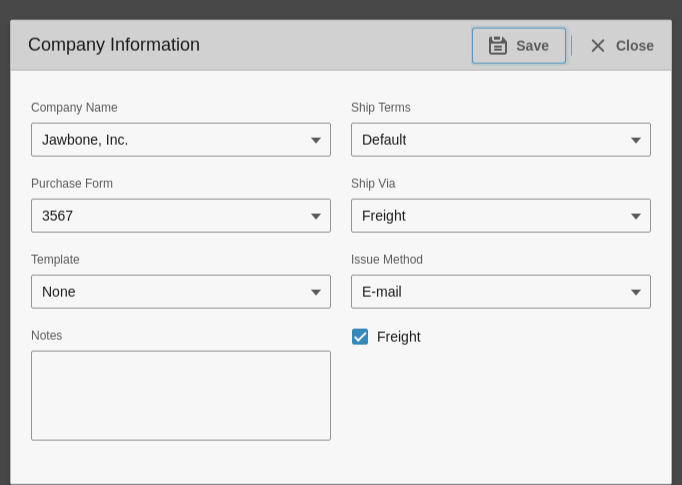 Company Information
Save
Close
Company Name
Jawbone, Inc.
Ship Terms
Default
Purchase Form
3567
Ship Via
Freight
Template
None
Issue Method
E-mail
Notes
Freight